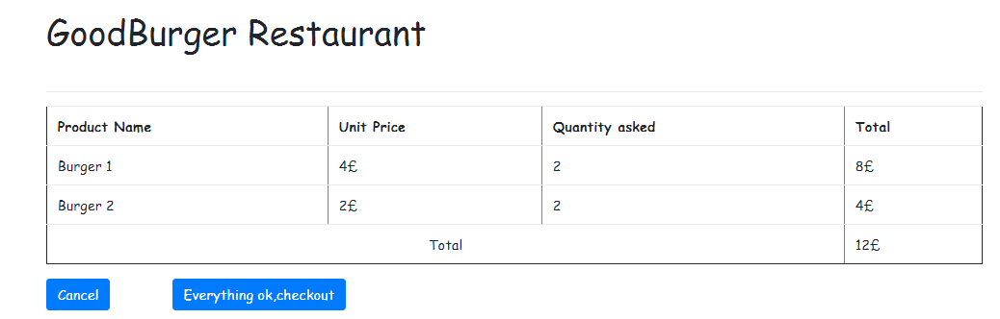 GoodBurger Restaurant
Product Name Unit Price Quantity asked Total
Burger 1 4£ 2 8£
Burger 2 2£ 2 4£
Total 12£
Cancel Everything ok,checkout